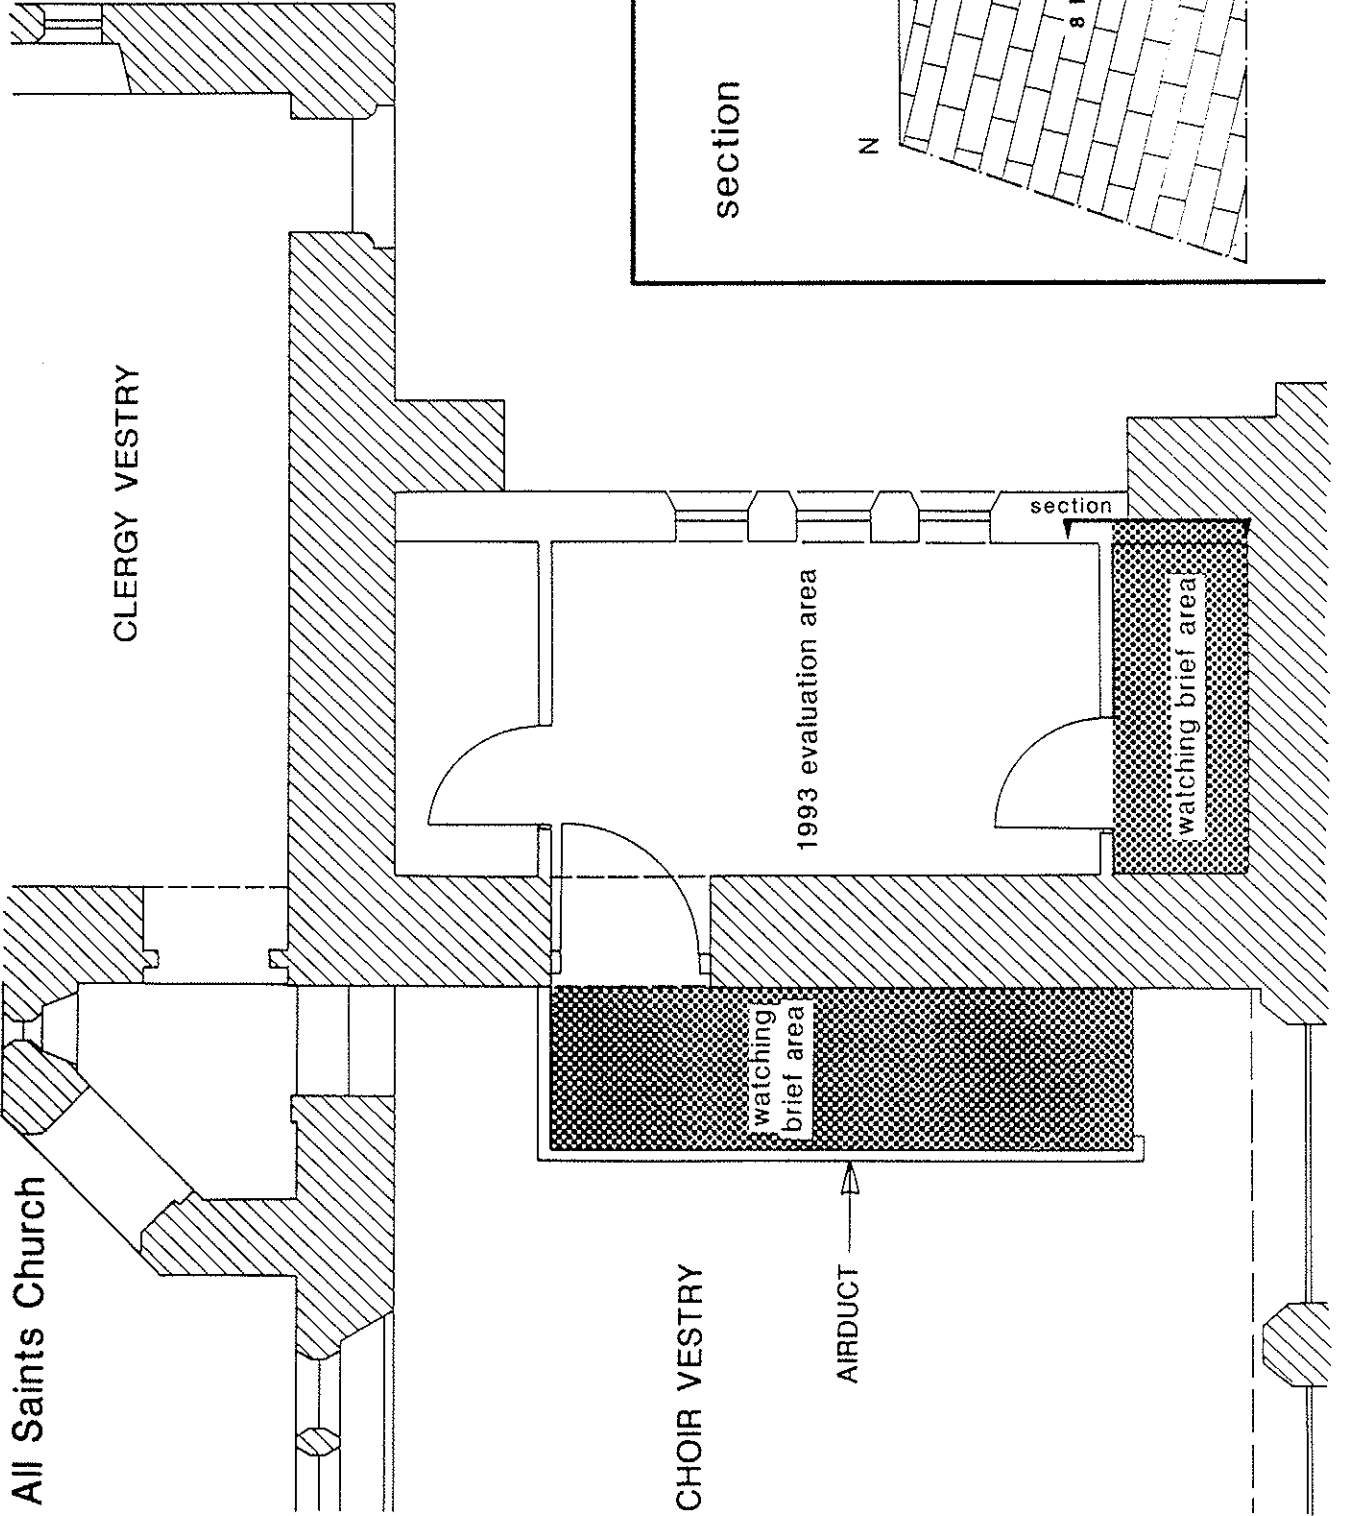 All Saints Church
CLERGY VESTRY
CHOIR VESTRY
AIRDUCT
watching
brief area
1993 evaluation area
watching brief area
section
section
N
8